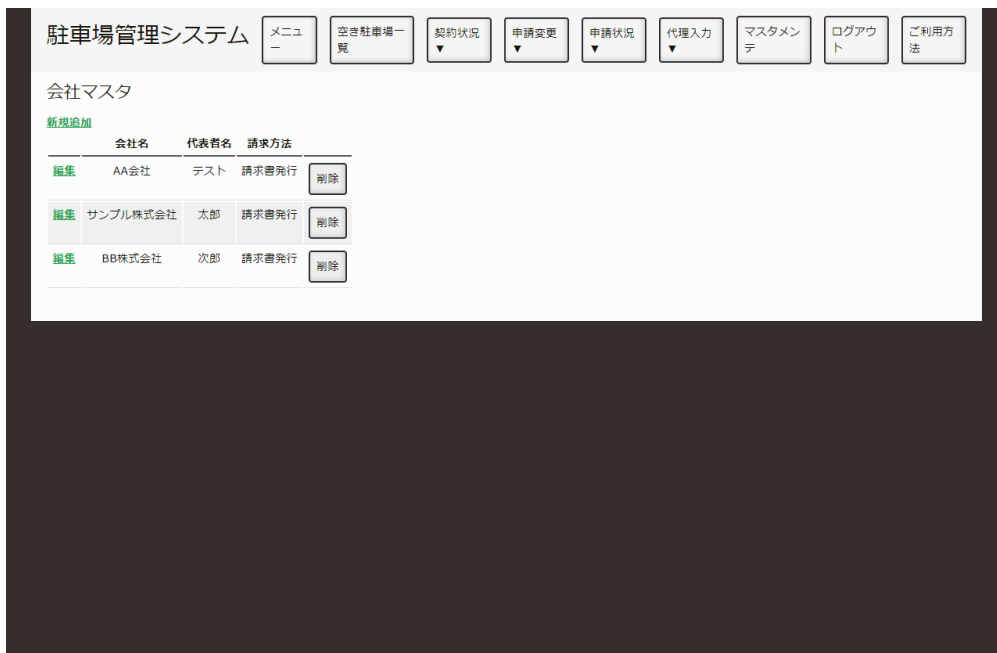 駐車場管理システム
メニュ
ー
空き駐車場一
覧
契約状況
▼
申請変更
▼
申請状況
▼
代理入力
▼
マスタメン
テ
ログアウ
ト
ご利用方
法
会社マスタ
新規追加
会社名 代表者名 請求方法
編集 AA会社 テスト 請求書発行 削除
編集 サンプル株式会社 太郎 請求書発行 削除
編集 BB株式会社 次郎 請求書発行 削除